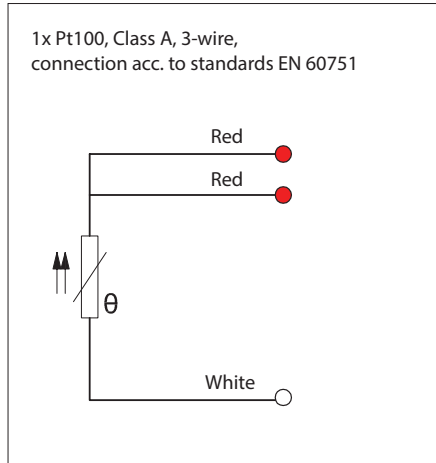 1x Pt100, Class A, 3-wire,
connection acc. to standards EN 60751
Red
Red
θ
White